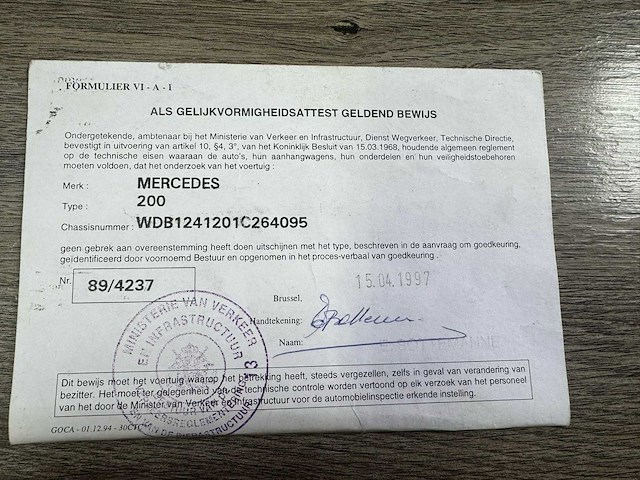 FORMULIER VI - A - 1
ALS GELIJKVORMIGHEIDSATTEST GELDEND BEWIJS
Ondergetekende, ambtenaar bij het Ministerie van Verkeer en Infrastructuur, Dienst Wegverkeer, Technische Directie,
bevestigt in uitvoering van artikel 10, §4, 3°, van het Koninklijk Besluit van 15.03.1968, houdende algemeen reglement
op de technische eisen waaraan de auto's, hun aanhangwagens, hun onderdelen en hun veiligheidstoebehoren
moeten voldoen, dat het onderzoek van het voertuig :
Merk : MERCEDES
Type : 200
Chassisnummer : WDB1241201C264095
geen gebrek aan overeenstemming heeft doen uitschijnen met het type, beschreven in de aanvraag om goedkeuring,
geïdentificeerd door voornoemd Bestuur en opgenomen in het proces-verbaal van goedkeuring .
Nr. 89/4237
15.04.1997
Brussel,
Handtekening:
Naam:
MINISTERIE VAN VERKEER
EN INFRASTRUCTUUR
Dit bewijs moet het voertuig waarop het betrekking heeft, steeds vergezellen, zelfs in geval van verandering van
bezitter. Het moet ter gelegenheid van de technische controle worden vertoond op elk verzoek van het personeel
van het door de Minister van Verkeer en Infrastructuur voor de automobielinspectie erkende instelling.
GOCA - 01.12.94 - 30CTC